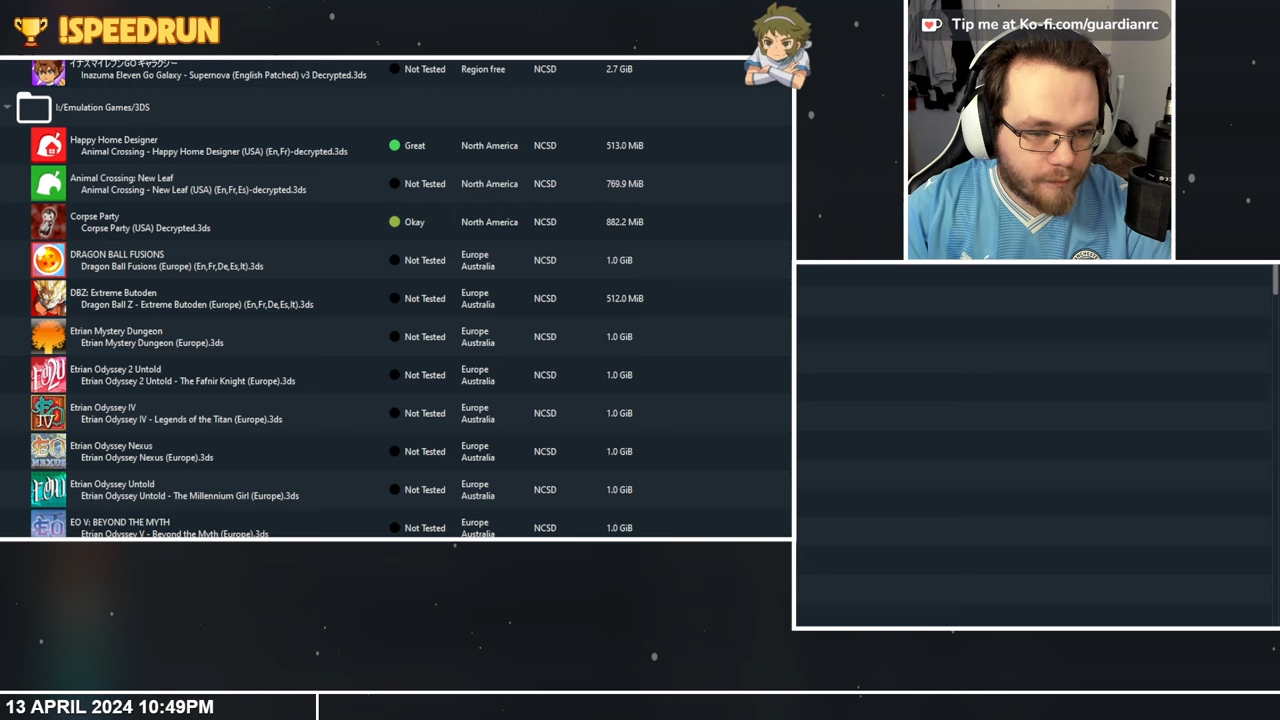 !SPEEDRUN
Tip me at Ko-fi.com/guardianrc
イナズマイレブンGO ギャラクシー
Inazuma Eleven Go Galaxy - Supernova (English Patched) v3 Decrypted.3ds
Not Tested
Region free
NCSD
2.7 GiB
I:/Emulation Games/3DS
Happy Home Designer
Animal Crossing - Happy Home Designer (USA) (En,Fr)-decrypted.3ds
Great
North America
NCSD
513.0 MiB
Animal Crossing: New Leaf
Animal Crossing - New Leaf (USA) (En,Fr,Es)-decrypted.3ds
Not Tested
North America
NCSD
769.9 MiB
Corpse Party
Corpse Party (USA) Decrypted.3ds
Okay
North America
NCSD
882.2 MiB
DRAGON BALL FUSIONS
Dragon Ball Fusions (Europe) (En,Fr,De,Es,It).3ds
Not Tested
Europe
Australia
NCSD
1.0 GiB
DBZ: Extreme Butoden
Dragon Ball Z - Extreme Butoden (Europe) (En,Fr,De,Es,It).3ds
Not Tested
Europe
Australia
NCSD
512.0 MiB
Etrian Mystery Dungeon
Etrian Mystery Dungeon (Europe).3ds
Not Tested
Europe
Australia
NCSD
1.0 GiB
Etrian Odyssey 2 Untold
Etrian Odyssey 2 Untold - The Fafnir Knight (Europe).3ds
Not Tested
Europe
Australia
NCSD
1.0 GiB
Etrian Odyssey IV
Etrian Odyssey IV - Legends of the Titan (Europe).3ds
Not Tested
Europe
Australia
NCSD
1.0 GiB
Etrian Odyssey Nexus
Etrian Odyssey Nexus (Europe).3ds
Not Tested
Europe
Australia
NCSD
1.0 GiB
Etrian Odyssey Untold
Etrian Odyssey Untold - The Millennium Girl (Europe).3ds
Not Tested
Europe
Australia
NCSD
1.0 GiB
EO V: BEYOND THE MYTH
Etrian Odyssey V - Beyond the Myth (Europe).3ds
Not Tested
Europe
Australia
NCSD
1.0 GiB
13 APRIL 2024 10:49PM